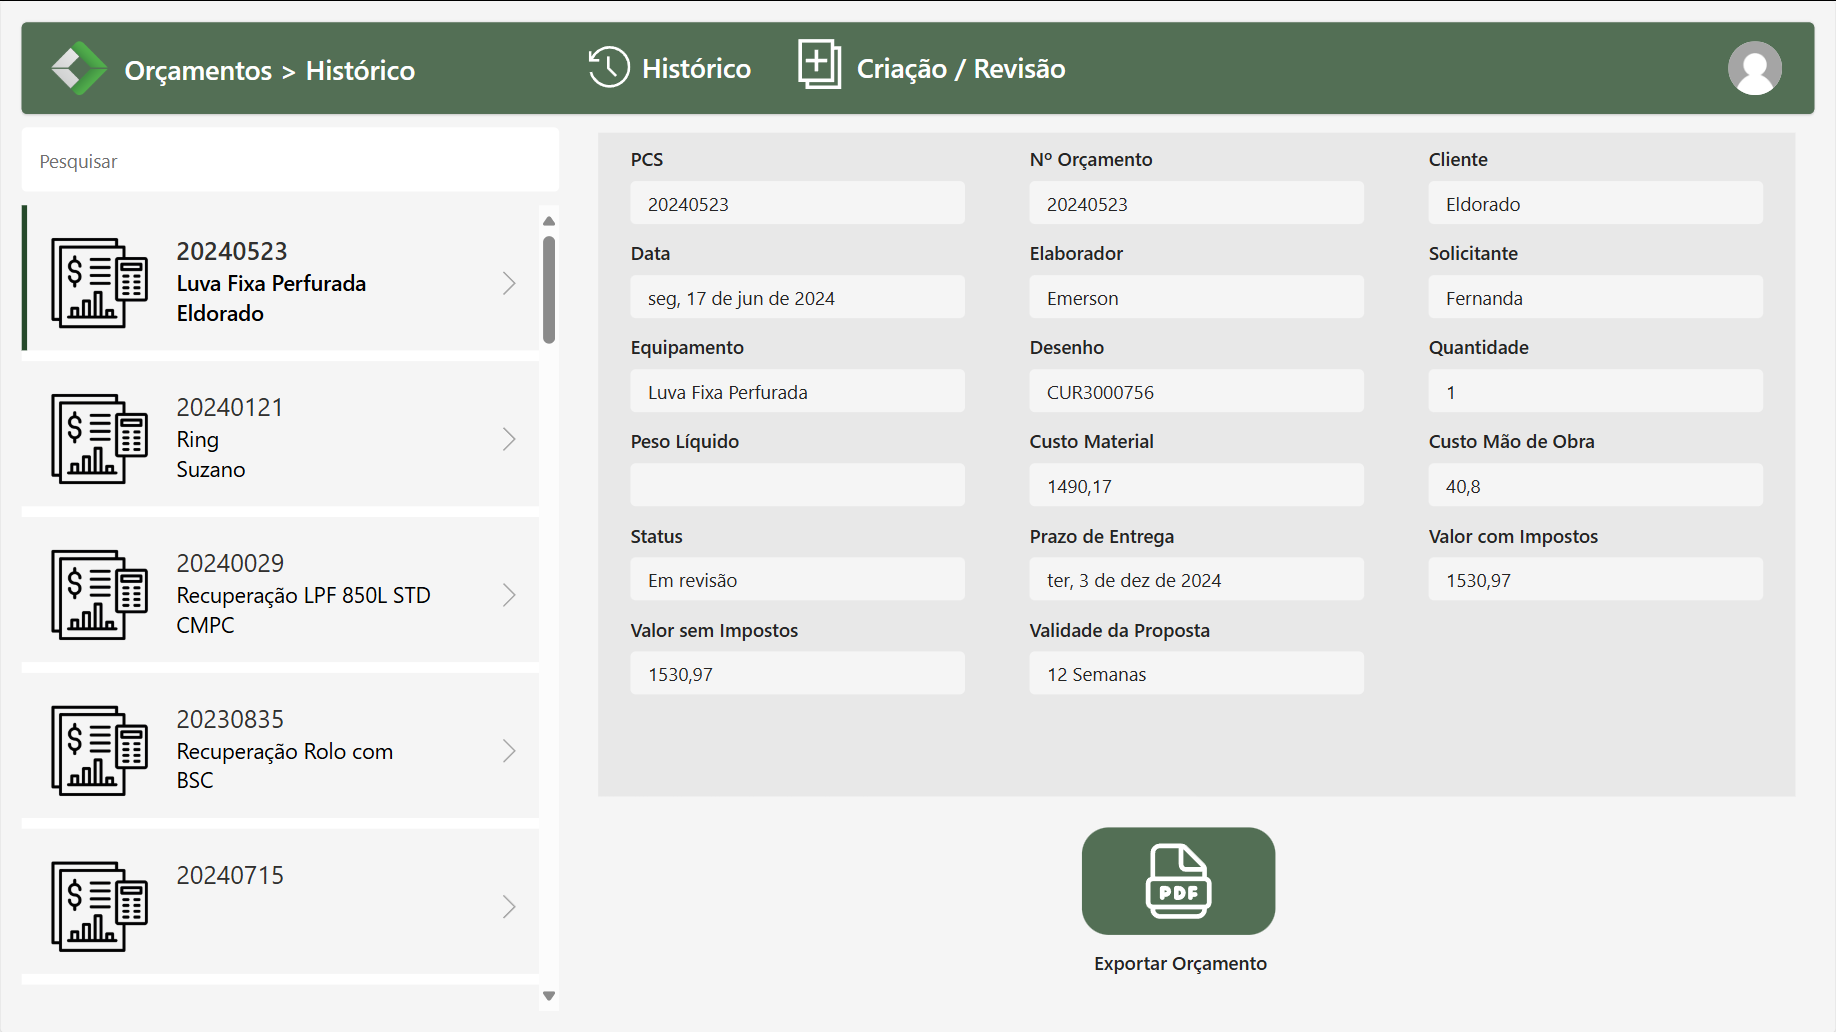 Orçamentos > Histórico
Histórico
Criação / Revisão
Pesquisar
20240523
Luva Fixa Perfurada
Eldorado
20240121
Ring
Suzano
20240029
Recuperação LPF 850L STD
CMPC
20230835
Recuperação Rolo com
BSC
20240715
PCS
Nº Orçamento
Cliente
20240523
20240523
Eldorado
Data
Elaborador
Solicitante
seg, 17 de jun de 2024
Emerson
Fernanda
Equipamento
Desenho
Quantidade
Luva Fixa Perfurada
CUR3000756
1
Peso Líquido
Custo Material
Custo Mão de Obra
1490,17
40,8
Status
Prazo de Entrega
Valor com Impostos
Em revisão
ter, 3 de dez de 2024
1530,97
Valor sem Impostos
Validade da Proposta
1530,97
12 Semanas
PDF
Exportar Orçamento